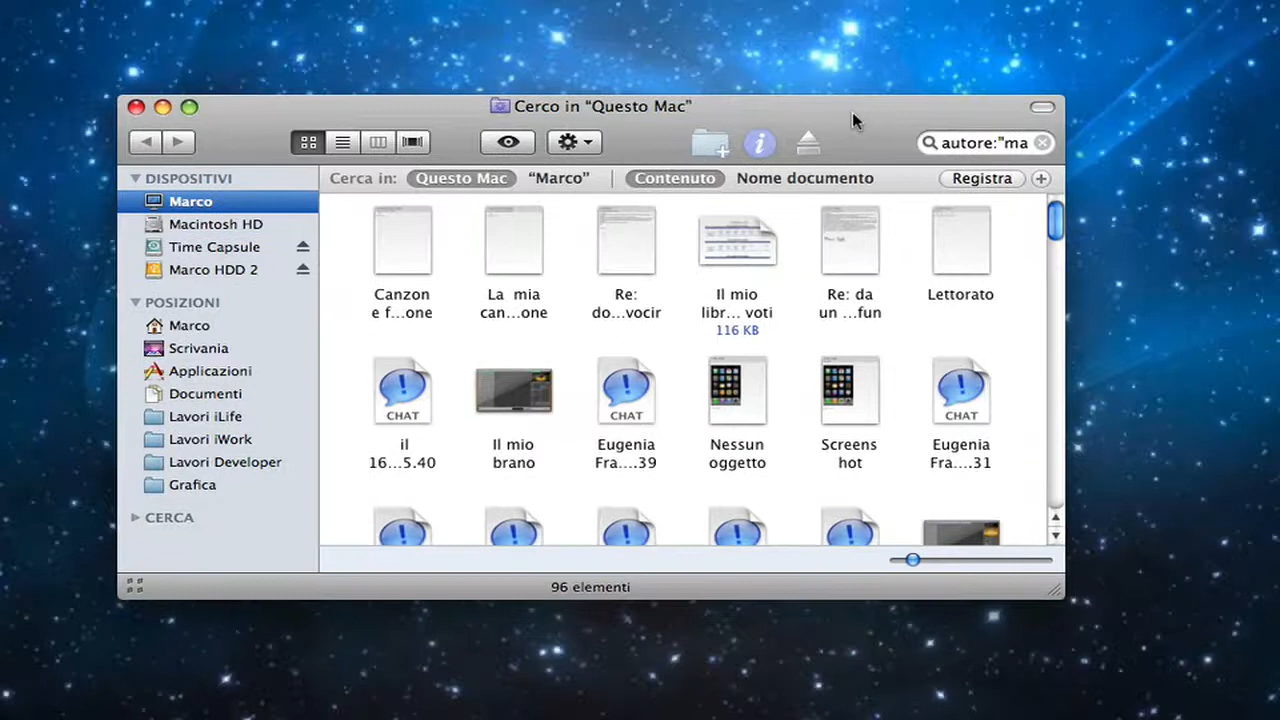 Cerco in “Questo Mac”
autore:"ma
DISPOSITIVI
Marco
Macintosh HD
Time Capsule
Marco HDD 2
POSIZIONI
Marco
Scrivania
Applicazioni
Documenti
Lavori iLife
Lavori iWork
Lavori Developer
Grafica
CERCA
Cerca in: Questo Mac “Marco” Contenuto Nome documento Registra
Canzon
e f...one
La mia
can...one
Re:
do...vocir
Il mio
libr... voti
116 KB
Re: da
un ...fun
Lettorato
CHAT
il
16...5.40
Il mio
brano
CHAT
Eugenia
Fra....39
Nessun
oggetto
Screens
hot
CHAT
Eugenia
Fra....31
96 elementi